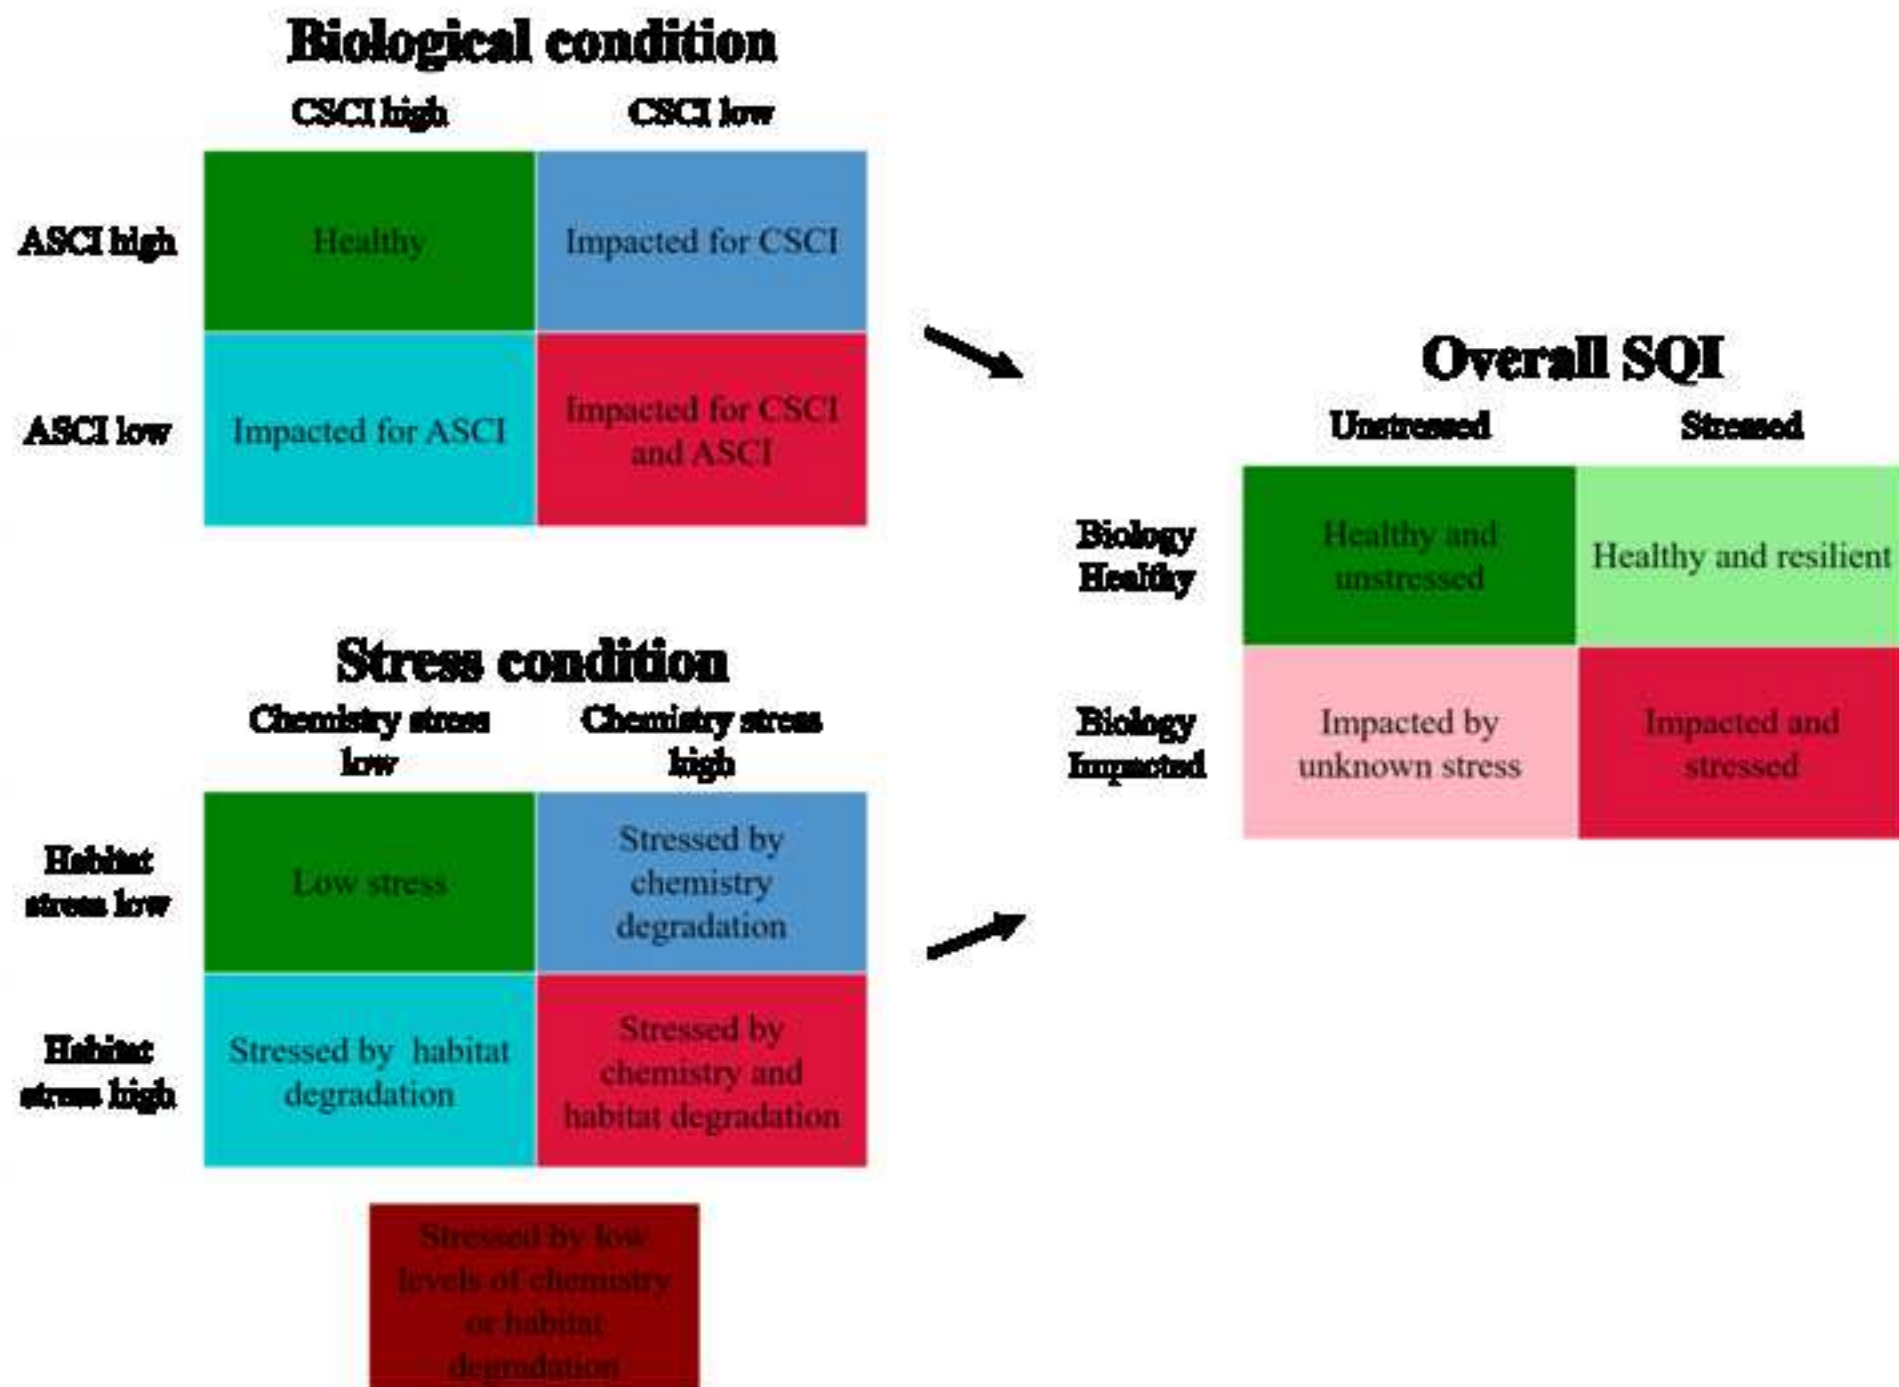 Biological condition
CSCI high
CSCI low
ASCI high
Healthy
Impacted for CSCI
ASCI low
Impacted for ASCI
Impacted for CSCI
and ASCI
Stress condition
Chemistry stress
low
Chemistry stress
high
Habitat
stress low
Low stress
Stressed by
chemistry
degradation
Habitat
stress high
Stressed by habitat
degradation
Stressed by
chemistry and
habitat degradation
Stressed by low
levels of chemistry
or habitat
degradation
Overall SQI
Unstressed
Stressed
Biology
Healthy
Healthy and
unstressed
Healthy and resilient
Biology
Impacted
Impacted by
unknown stress
Impacted and
stressed